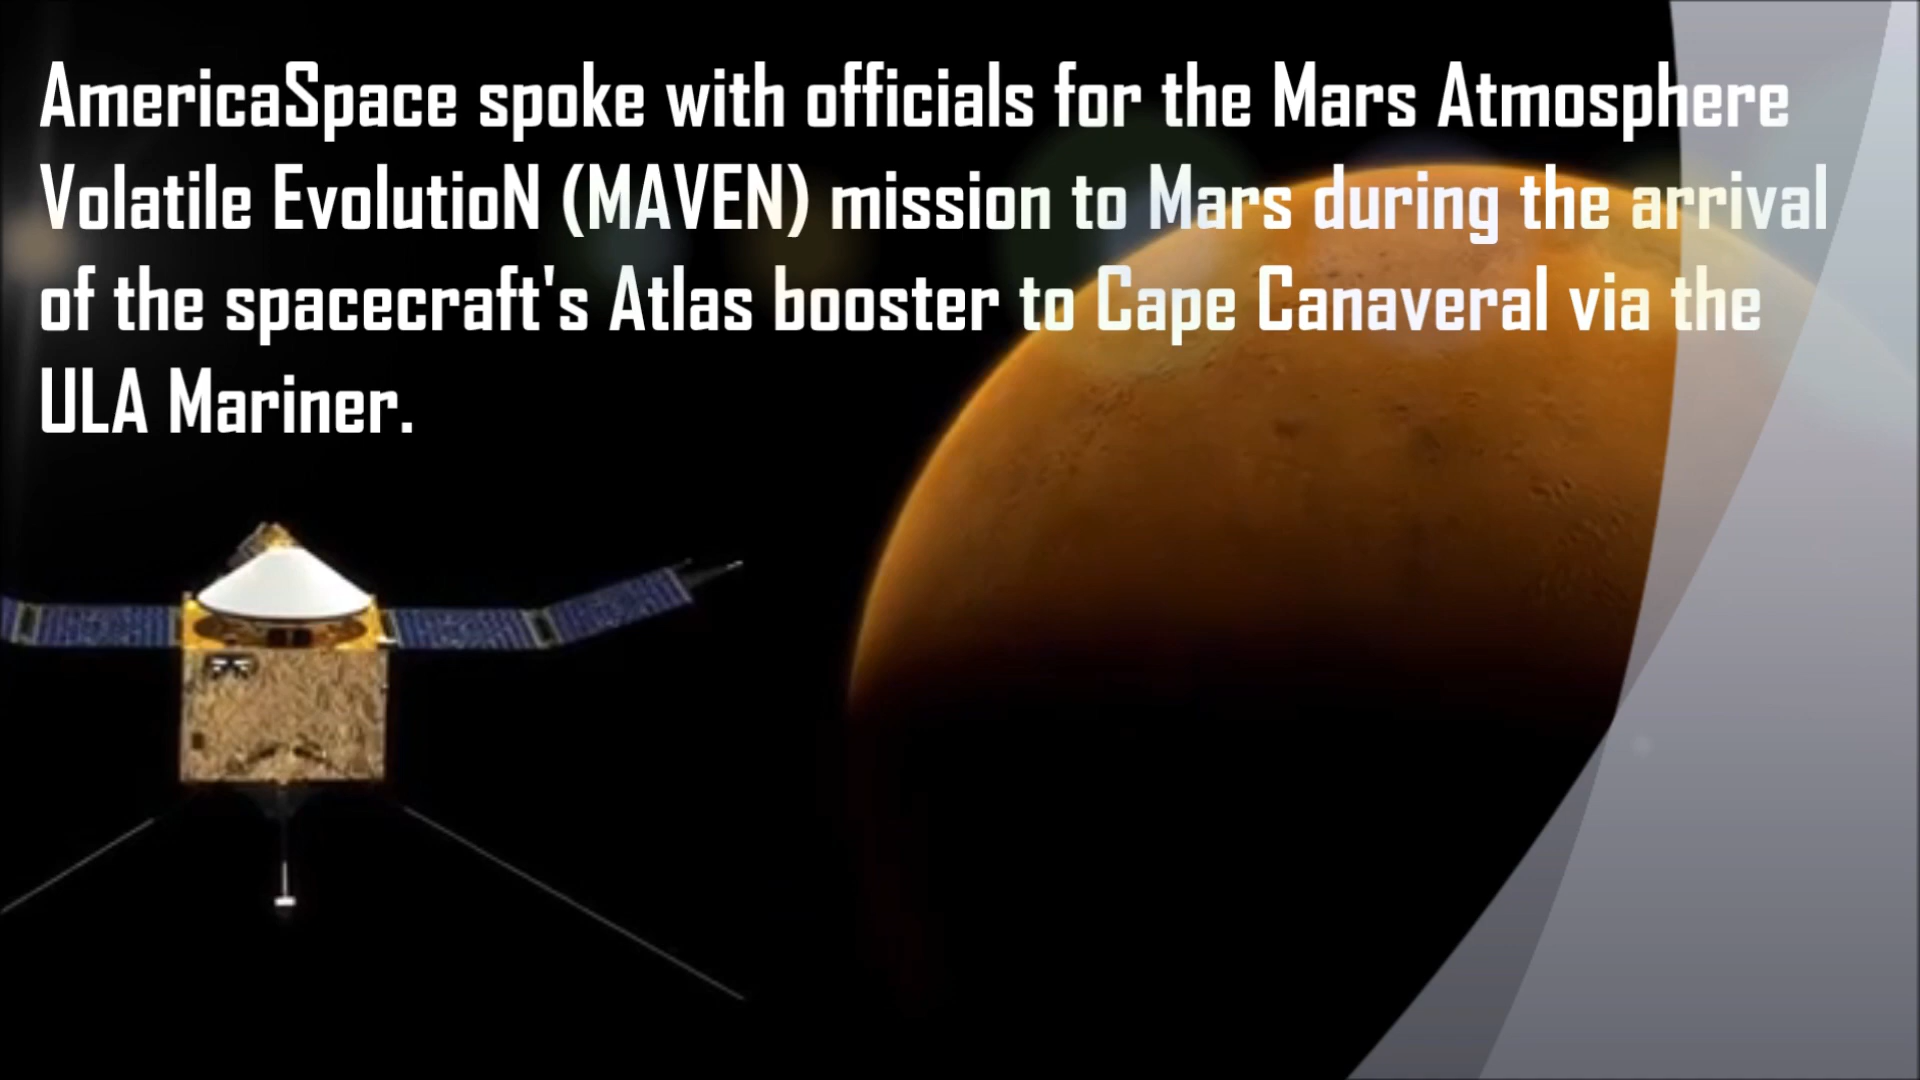 AmericaSpace spoke with officials for the Mars Atmosphere
Volatile EvolutioN (MAVEN) mission to Mars during the arrival
of the spacecraft's Atlas booster to Cape Canaveral via the
ULA Mariner.